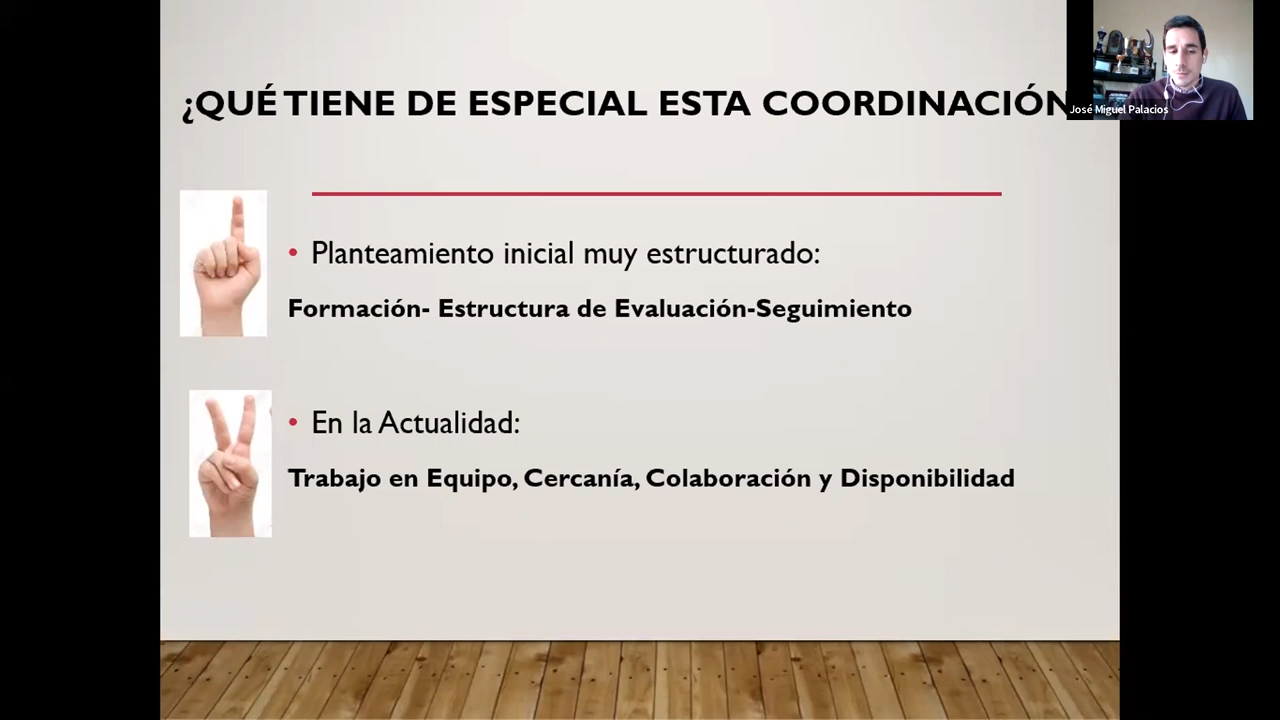 ¿QUÉ TIENE DE ESPECIAL ESTA COORDINACIÓN
José Miguel Palacios
• Planteamiento inicial muy estructurado:
Formación- Estructura de Evaluación-Seguimiento
• En la Actualidad:
Trabajo en Equipo, Cercanía, Colaboración y Disponibilidad